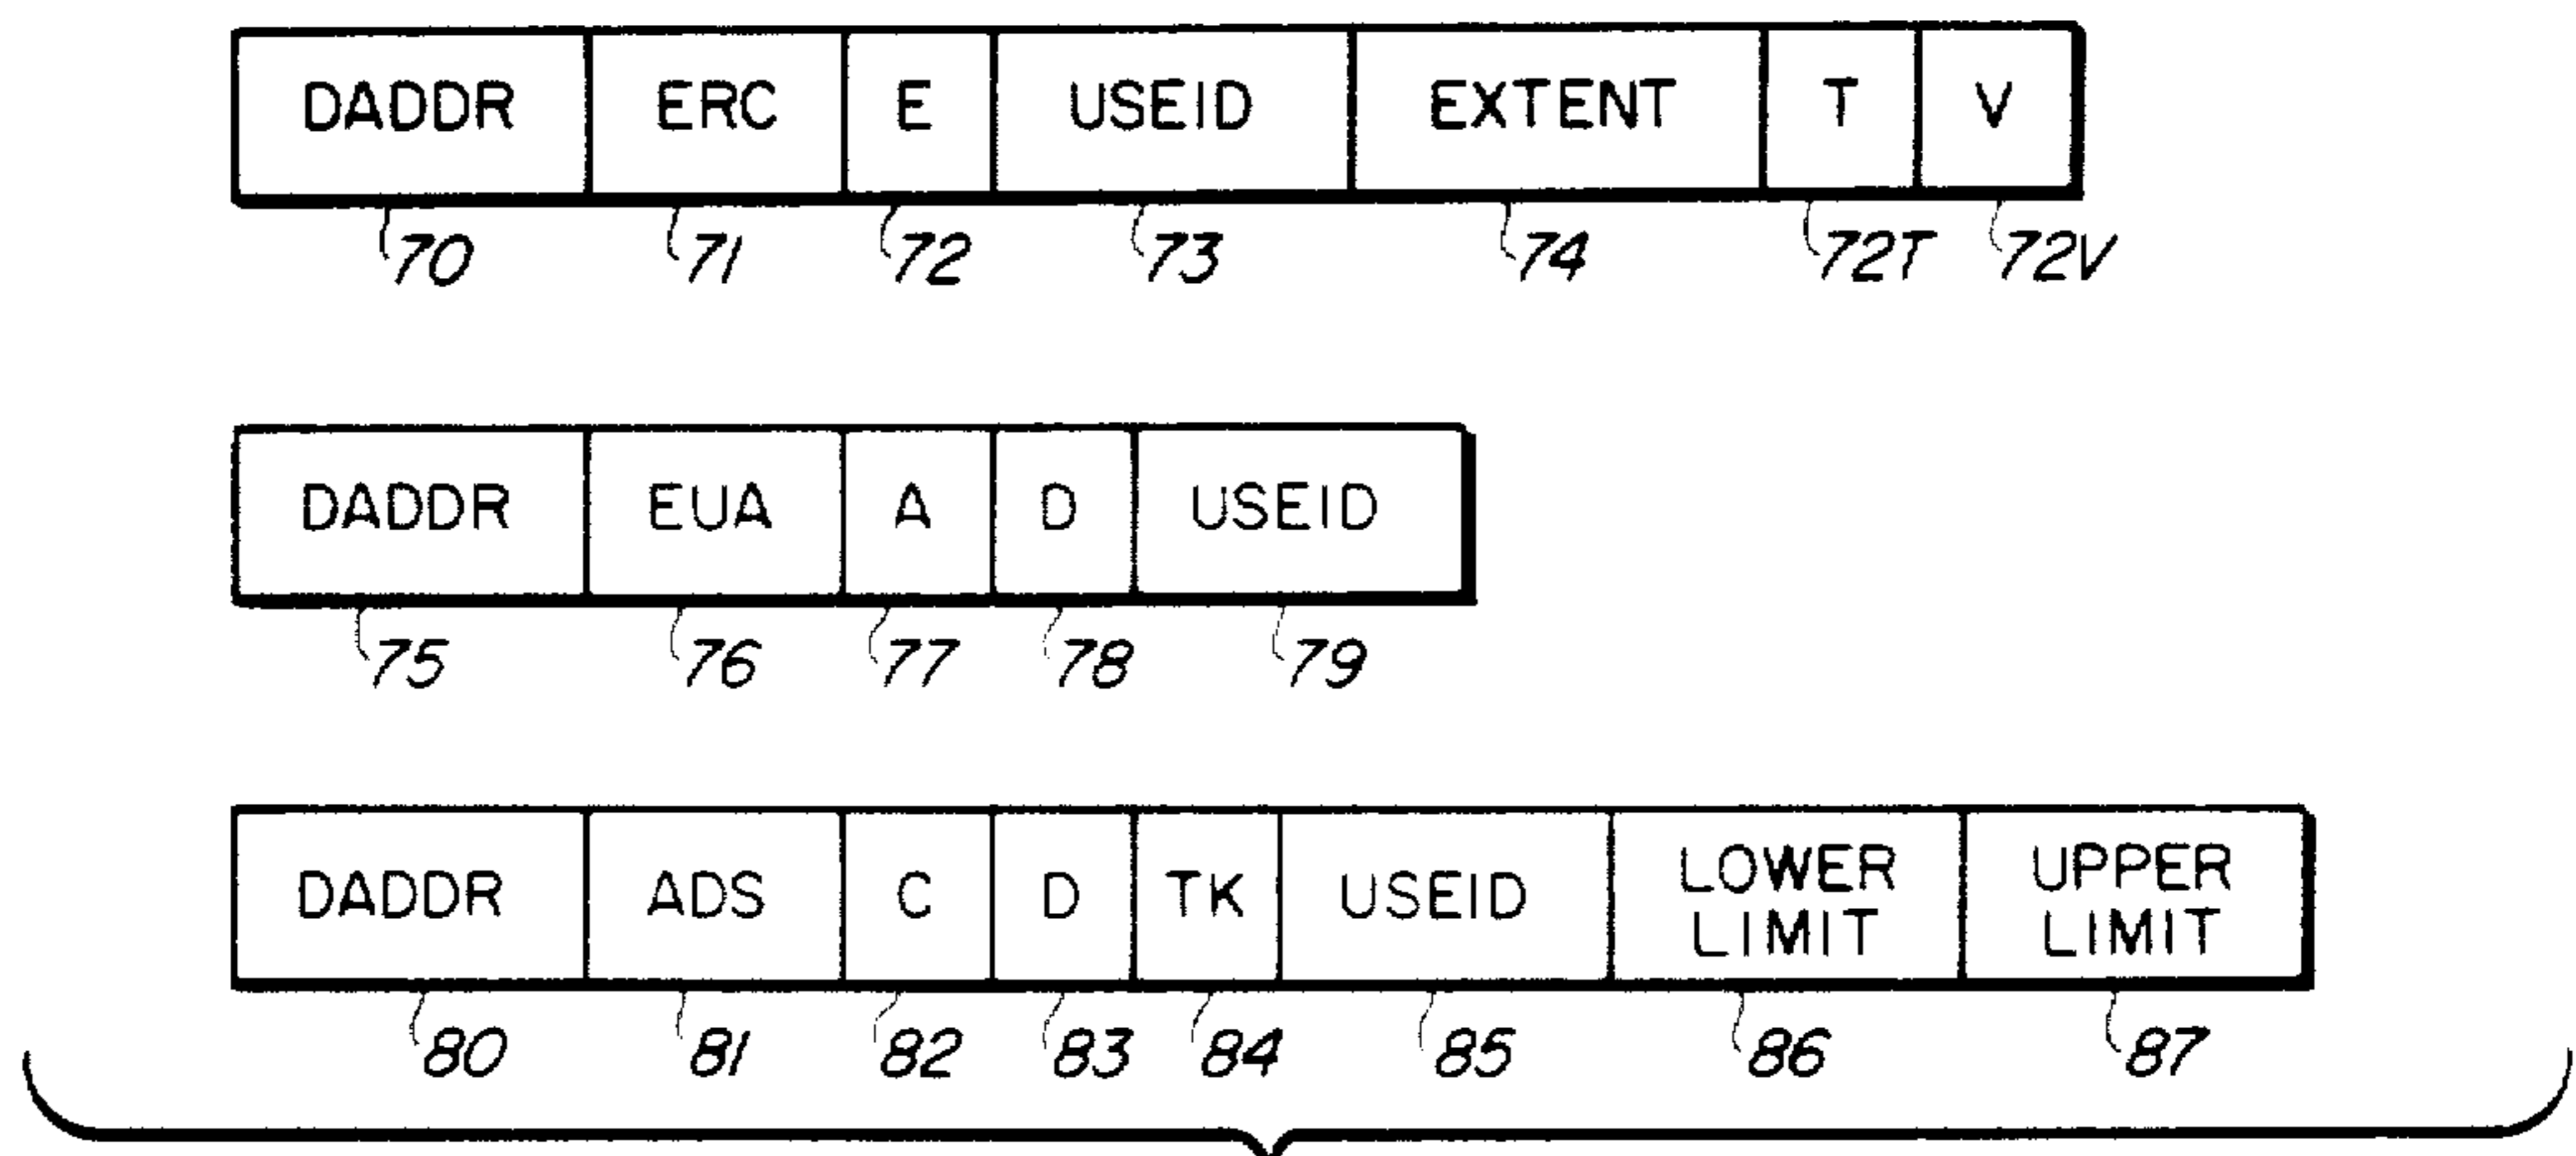 DADDR ERC E USEID EXTENT T V
70 71 72 73 74 72T 72V
DADDR EUA A D USEID
75 76 77 78 79
DADDR ADS C D TK USEID LOWER LIMIT UPPER LIMIT
80 81 82 83 84 85 86 87